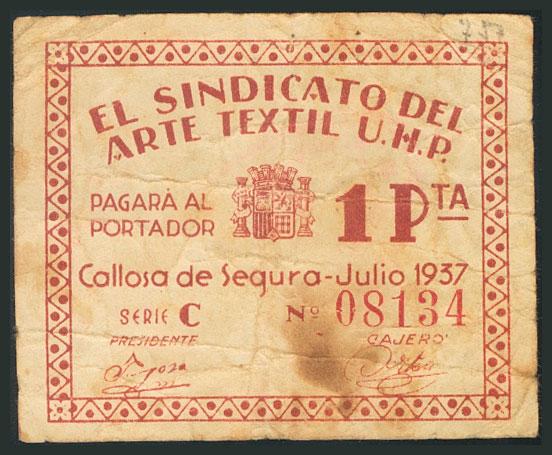 EL SINDICATO DEL
ARTE TEXTIL U.H.P.
PAGARÁ AL
PORTADOR
1 PTA
Callosa de Segura-Julio 1937
SERIE C
Nº 08134
PRESIDENTE
CAJERO